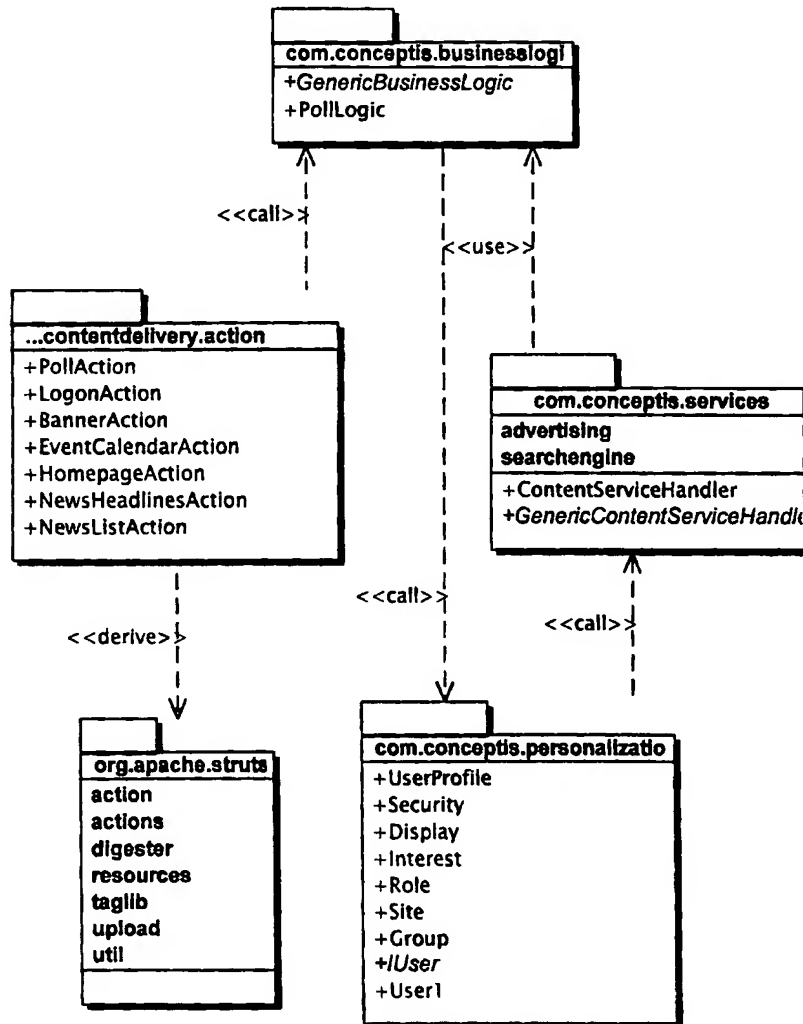 com.conceptis.businesslogi
+GenericBusinessLogic
+PollLogic
<<call>>
<<use>>
...contentdelivery.action
+PollAction
+LogonAction
+BannerAction
+EventCalendarAction
+HomepageAction
+NewsHeadlinesAction
+NewsListAction
com.conceptis.services
advertising
searchengine
+ContentServiceHandler
+GenericContentServiceHandle
<<call>>
<<call>>
<<derive>>
org.apache.struts
action
actions
digester
resources
taglib
upload
util
com.conceptis.personalizatio
+UserProfile
+Security
+Display
+Interest
+Role
+Site
+Group
+IUser
+User1